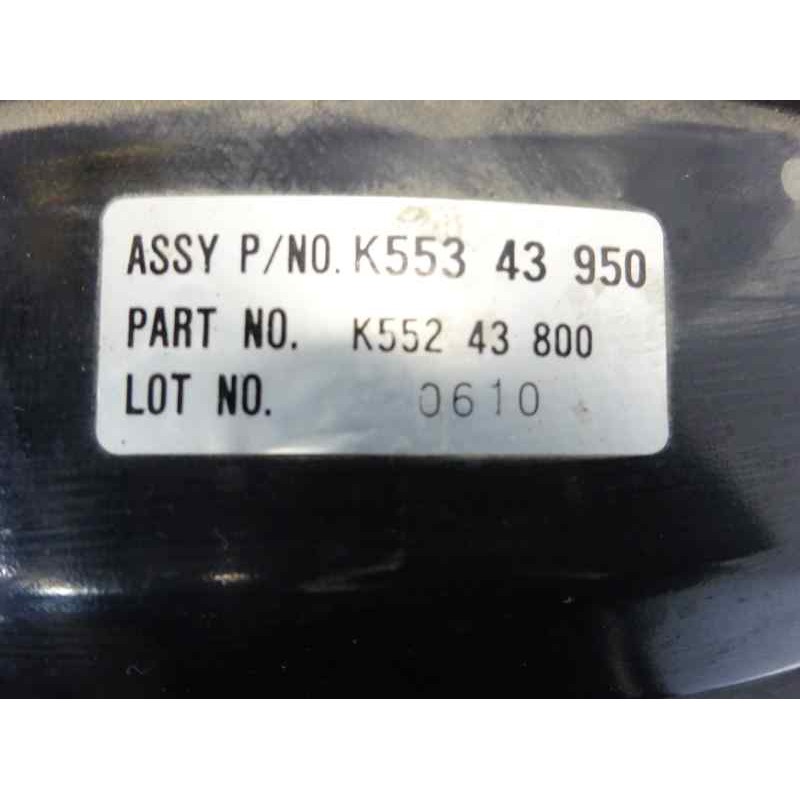 ASSY P/NO. K553 43 950
PART NO. K552 43 800
LOT NO. 0610